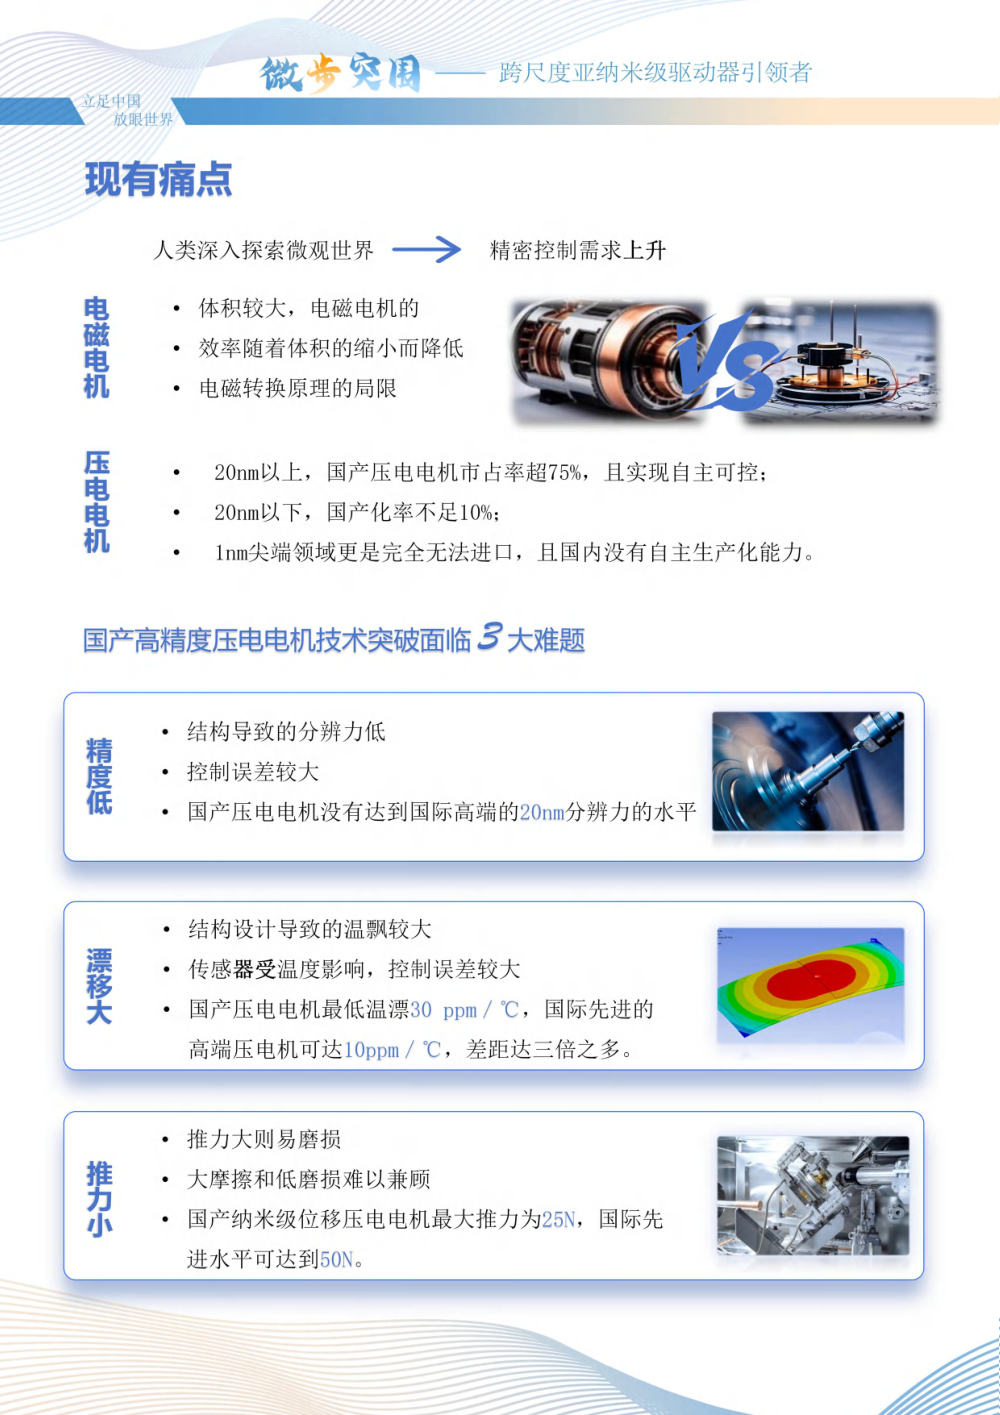 微步突围 —— 跨尺度亚纳米级驱动器引领者
立足中国
放眼世界
现有痛点
人类深入探索微观世界 → 精密控制需求上升
电磁电机
• 体积较大，电磁电机的
• 效率随着体积的缩小而降低
• 电磁转换原理的局限
VS
压电电机
• 20nm以上，国产压电电机市占率超75%，且实现自主可控；
• 20nm以下，国产化率不足10%；
• 1nm尖端领域更是完全无法进口，且国内没有自主生产化能力。
国产高精度压电电机技术突破面临3大难题
精度低
• 结构导致的分辨力低
• 控制误差较大
• 国产压电电机没有达到国际高端的20nm分辨力的水平
漂移大
• 结构设计导致的温飘较大
• 传感器受温度影响，控制误差较大
• 国产压电电机最低温漂30 ppm / ℃，国际先进的
高端压电机可达10ppm / ℃，差距达三倍之多。
推力小
• 推力大则易磨损
• 大摩擦和低磨损难以兼顾
• 国产纳米级位移压电电机最大推力为25N，国际先
进水平可达到50N。